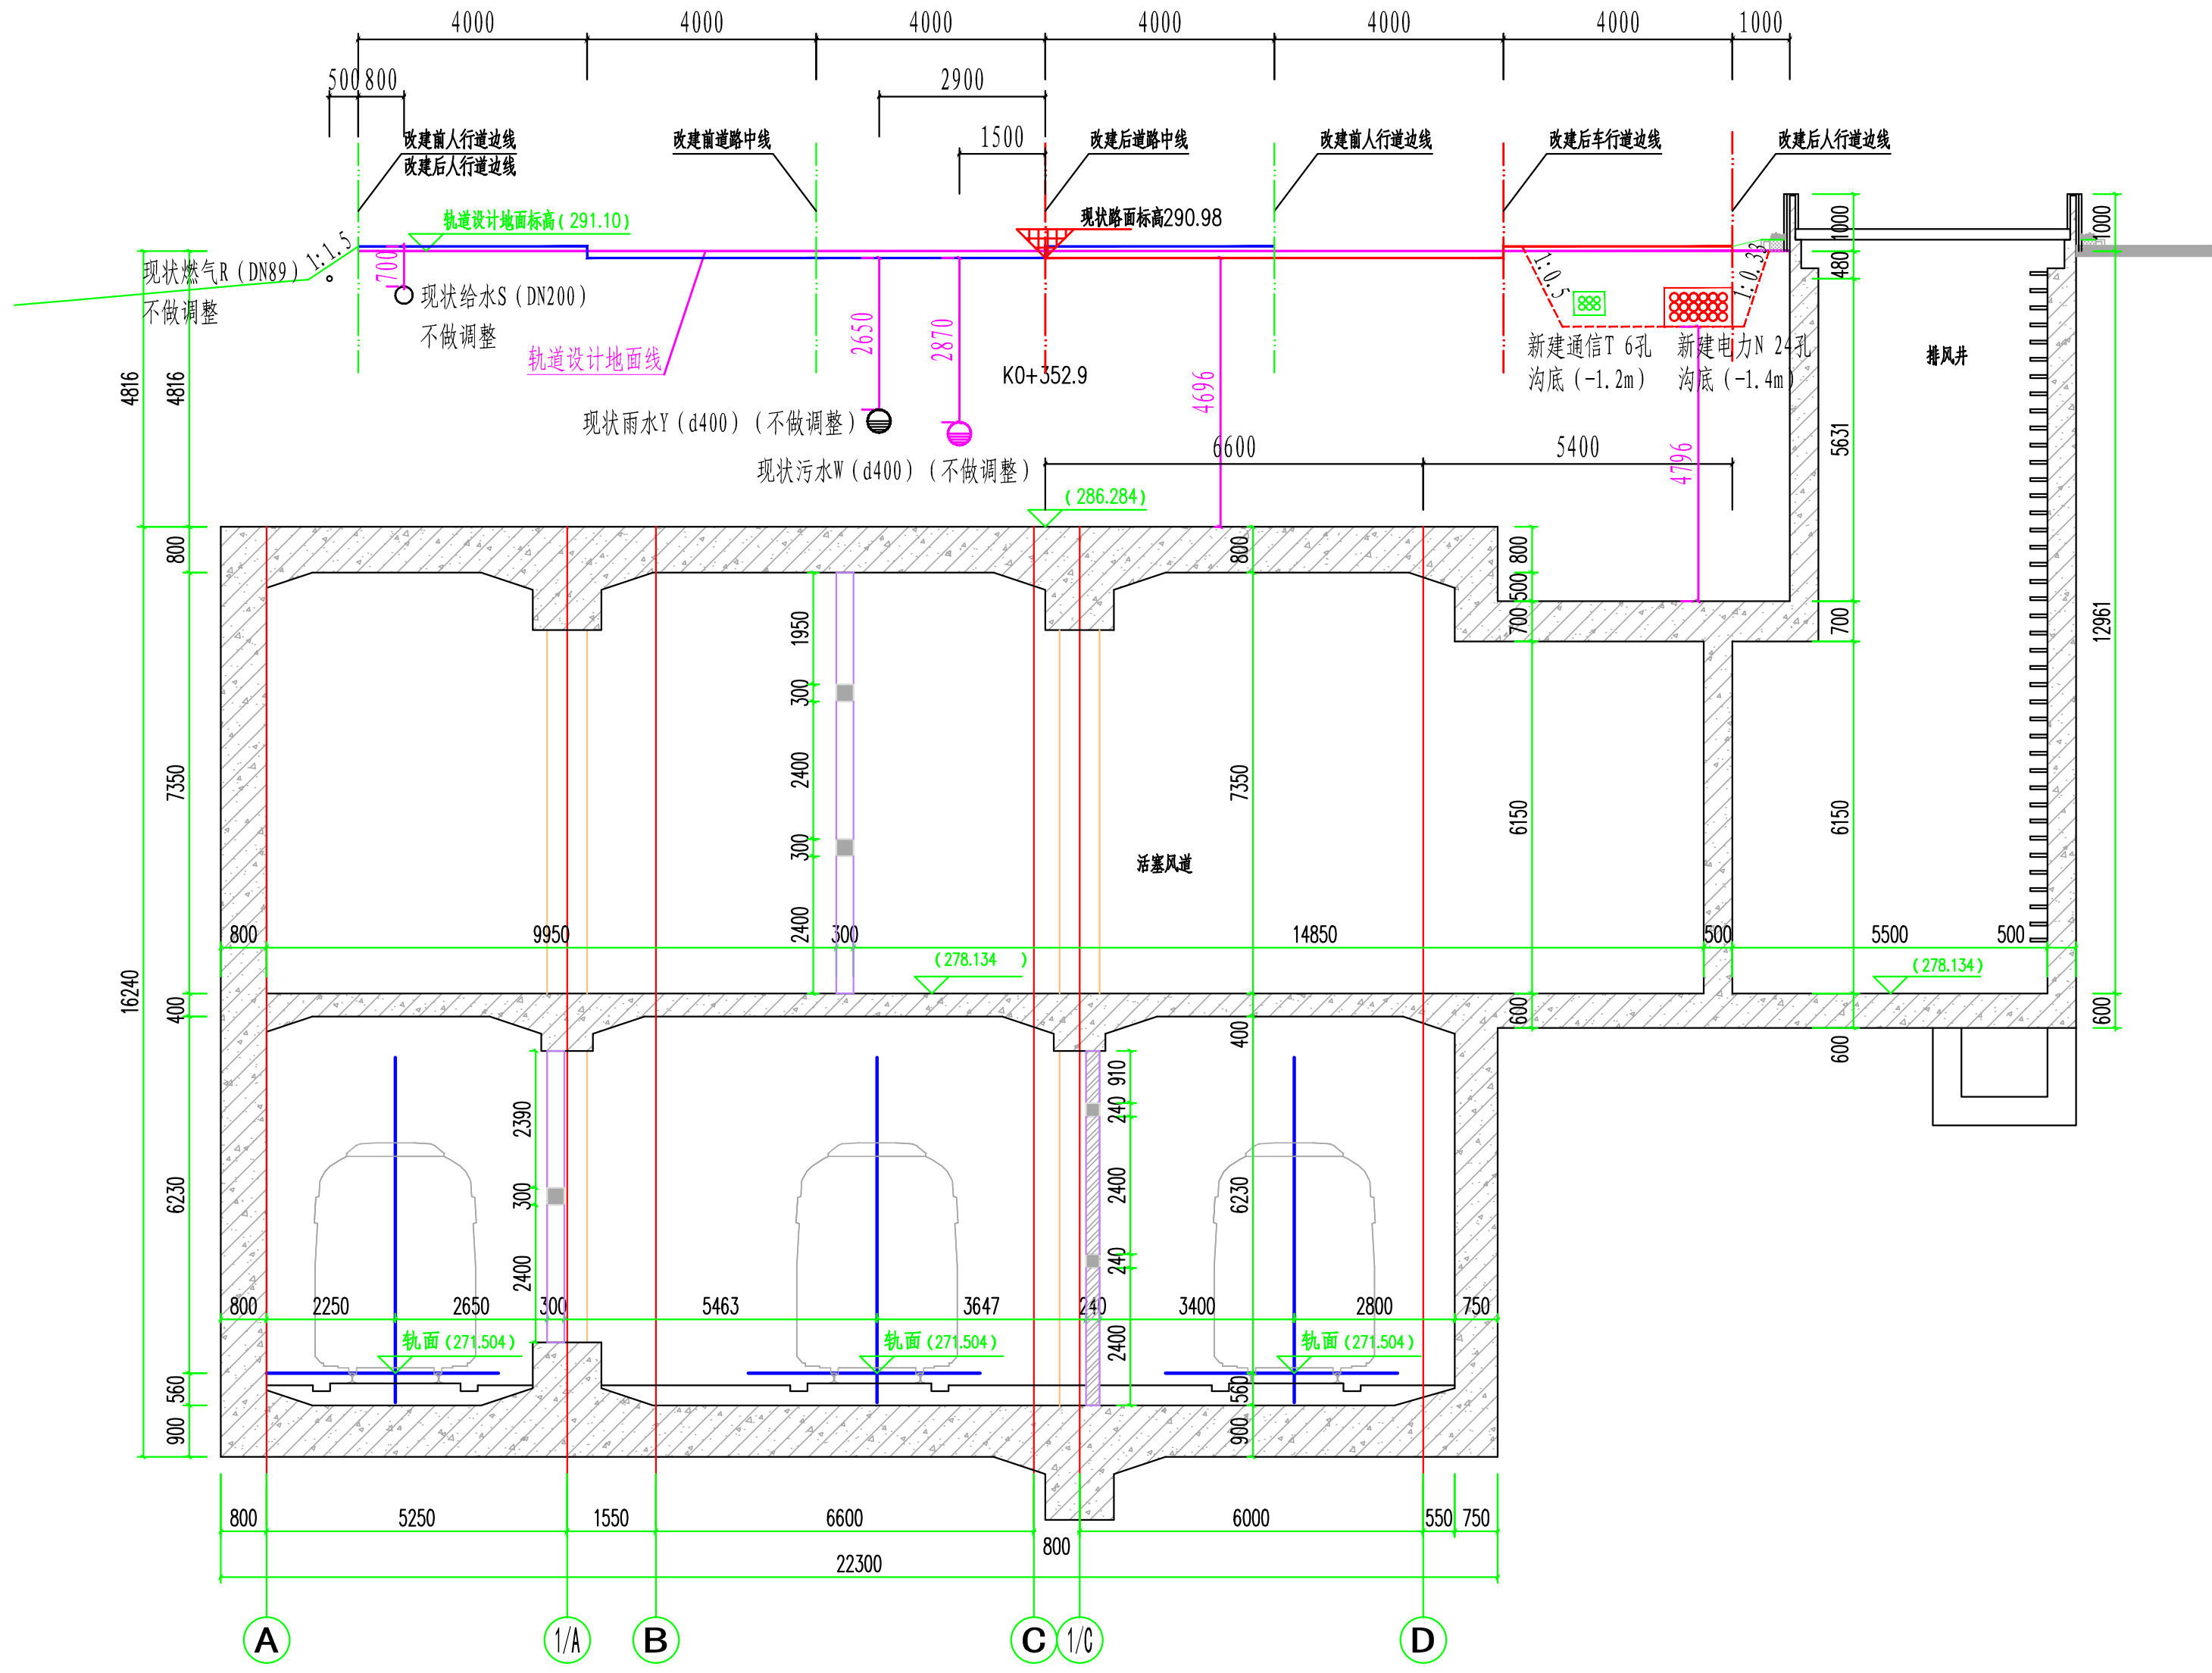 4000 4000 4000 4000 4000 4000 1000
500 800 2900
1500
改建前人行道边线 改建前道路中线 改建后道路中线 改建前人行道边线 改建后车行道边线 改建后人行道边线
改建后人行道边线
轨道设计地面标高(291.10) 现状路面标高290.98
1:1.5
现状燃气R(DN89)
不做调整
700
现状给水S(DN200)
不做调整
轨道设计地面线
2650 2870
K0+352.9
4696
现状雨水Y(d400)(不做调整)
现状污水W(d400)(不做调整)
1:0.5 1:0.33
新建通信T 6孔 新建电力N 24孔
沟底(-1.2m) 沟底(-1.4m)
排风井
1000 1000
480
4816 4816
5631
6600 5400
4796
(286.284)
800 800 800
500
700 700
12961
1950
300
2400
300
2400
7350 7350
6150 6150
活塞风道
800 9950 300 14850 500 5500 500
(278.134 ) (278.134)
16240
400 400
600 600 600
600
2390
300
2400
910
240
2400
240
2400
6230 6230
800 2250 2650 300 5463 3647 240 3400 2800 750
轨面(271.504) 轨面(271.504) 轨面(271.504)
560 560
900 900
800 5250 1550 6600 6000 550 750
800
22300
A 1/A B C 1/C D